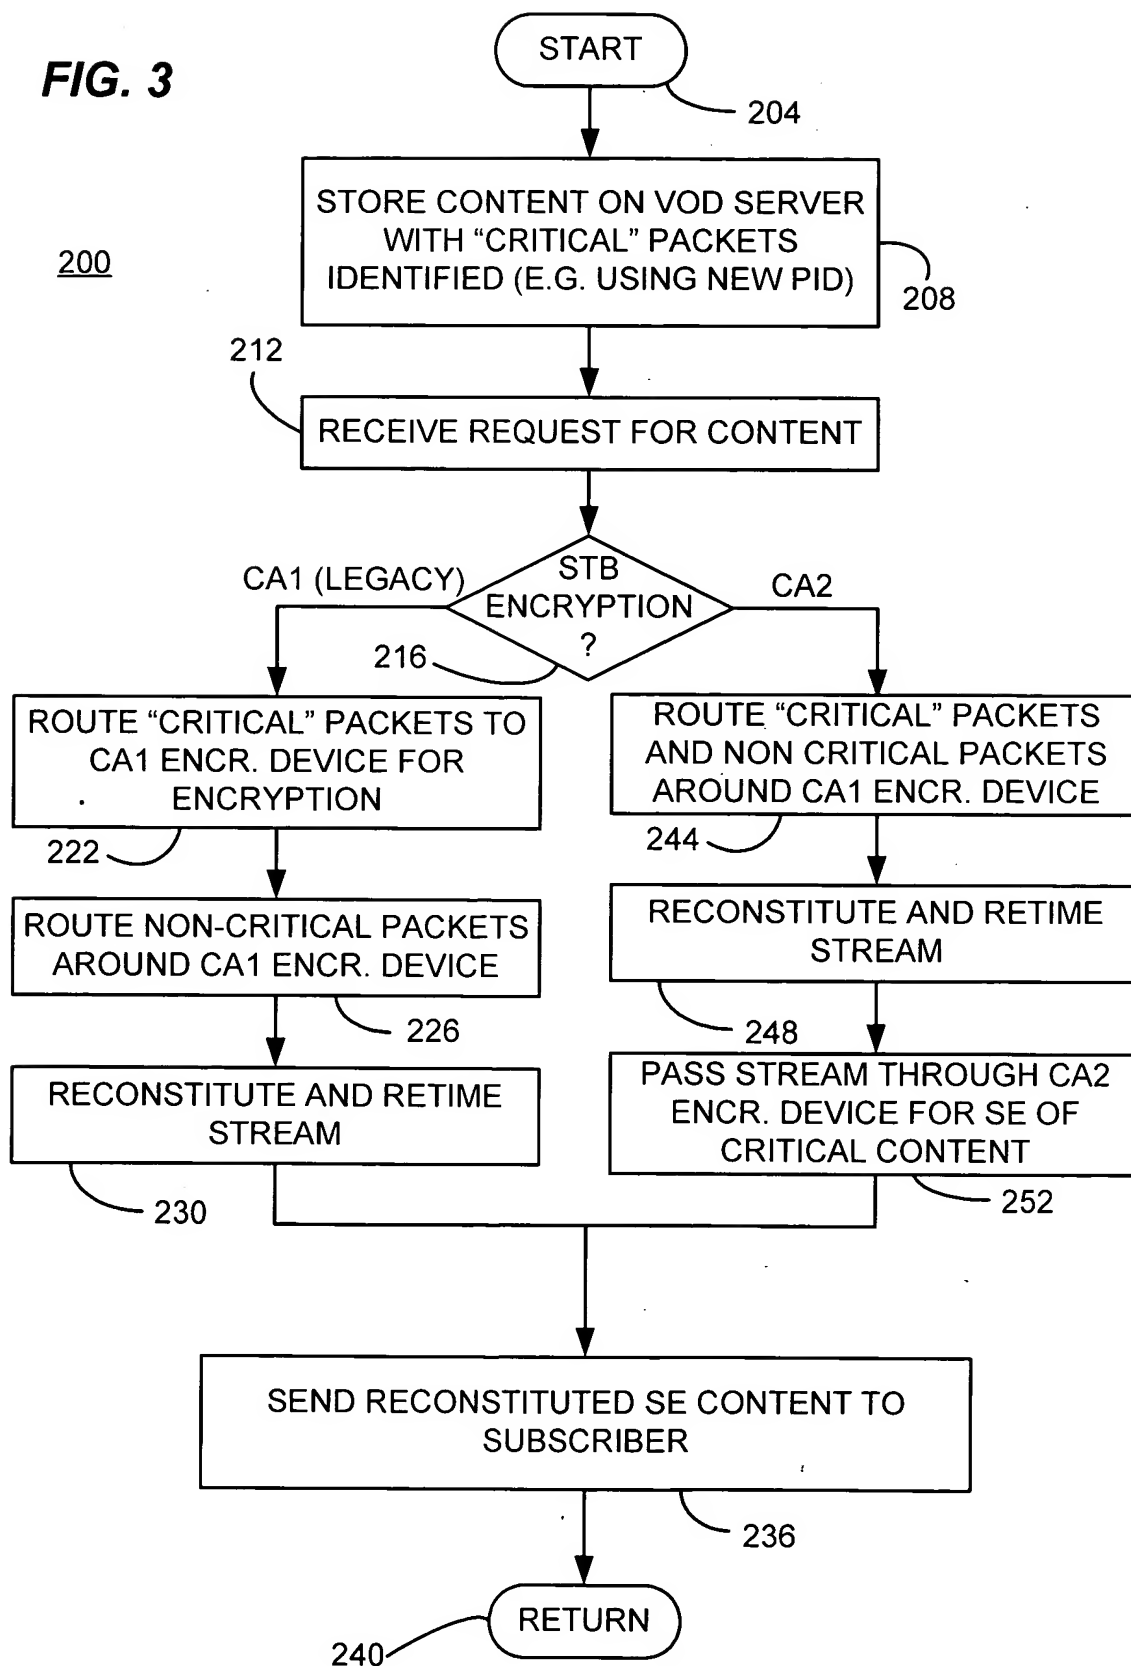 FIG. 3
START
204
200
STORE CONTENT ON VOD SERVER
WITH “CRITICAL” PACKETS
IDENTIFIED (E.G. USING NEW PID)
208
212
RECEIVE REQUEST FOR CONTENT
CA1 (LEGACY)
STB
ENCRYPTION
?
CA2
216
ROUTE “CRITICAL” PACKETS TO
CA1 ENCR. DEVICE FOR
ENCRYPTION
222
ROUTE NON-CRITICAL PACKETS
AROUND CA1 ENCR. DEVICE
226
RECONSTITUTE AND RETIME
STREAM
230
ROUTE “CRITICAL” PACKETS
AND NON CRITICAL PACKETS
AROUND CA1 ENCR. DEVICE
244
RECONSTITUTE AND RETIME
STREAM
248
PASS STREAM THROUGH CA2
ENCR. DEVICE FOR SE OF
CRITICAL CONTENT
252
SEND RECONSTITUTED SE CONTENT TO
SUBSCRIBER
236
RETURN
240